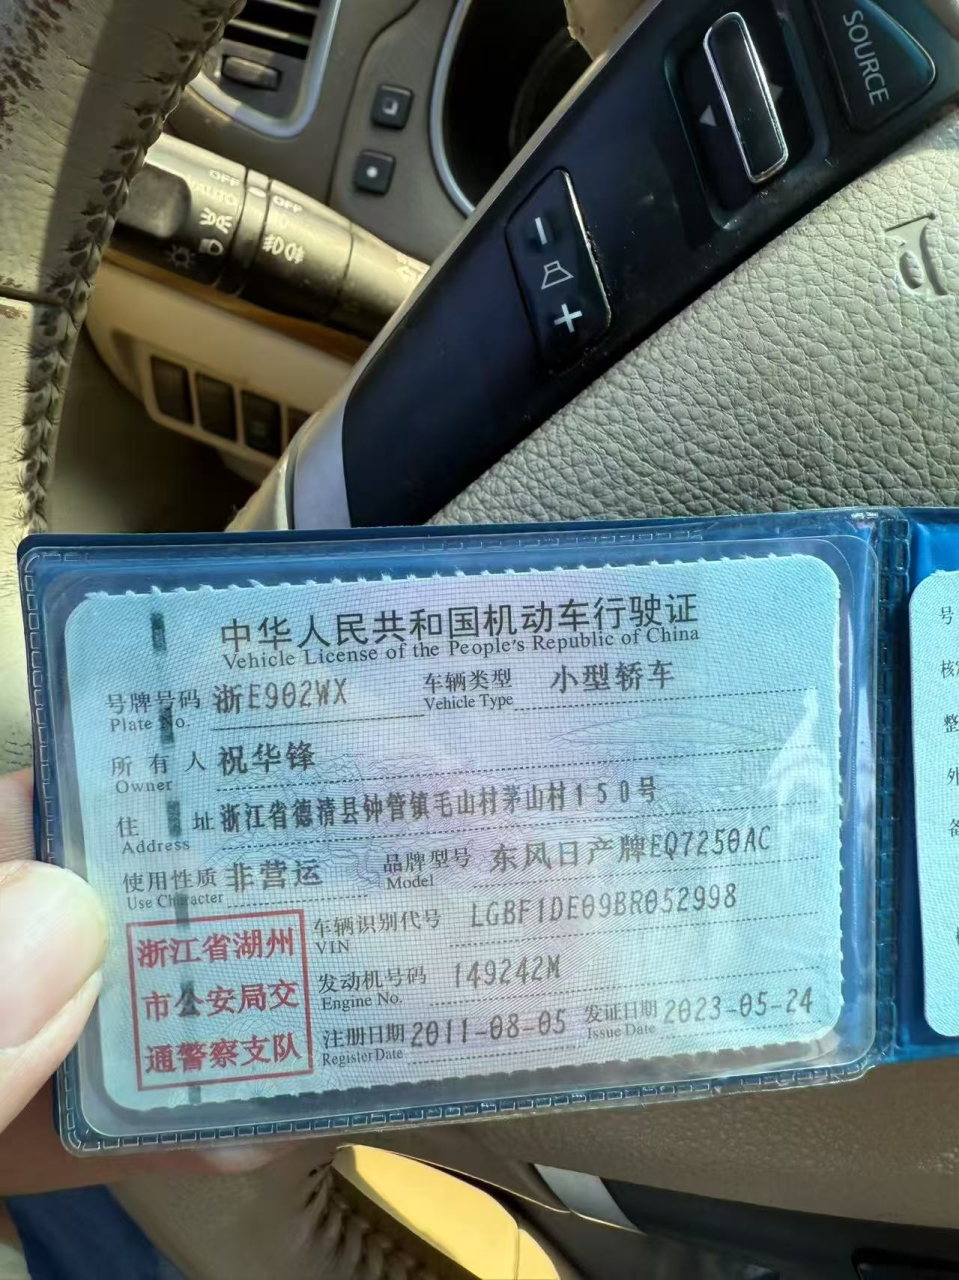 SOURCE
OFF
AUTO
OFF
中华人民共和国机动车行驶证
Vehicle License of the People's Republic of China
号牌号码 浙E902WX 车辆类型 小型轿车
Plate No. Vehicle Type
所有人 祝华锋
Owner
住址 浙江省德清县钟管镇毛山村茅山村150号
Address
使用性质 非营运 品牌型号 东风日产牌EQ7250AC
Use Character Model
浙江省湖州
市公安局交
通警察支队
车辆识别代号 LGBF1DE09BR052998
VIN
发动机号码 149242M
Engine No.
注册日期 2011-08-05 发证日期 2023-05-24
Register Date Issue Date
号
核
整
外